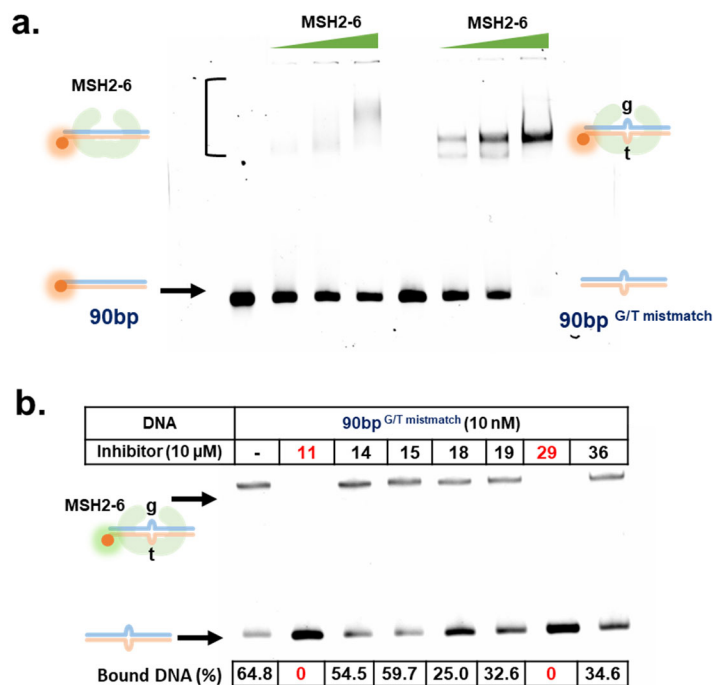 a.
MSH2-6
MSH2-6
MSH2-6
g
t
90bp
90bp G/T mistmatch
b.
DNA
90bp G/T mistmatch (10 nM)
Inhibitor (10 µM)
-
11
14
15
18
19
29
36
MSH2-6
g
t
Bound DNA (%)
64.8
0
54.5
59.7
25.0
32.6
0
34.6